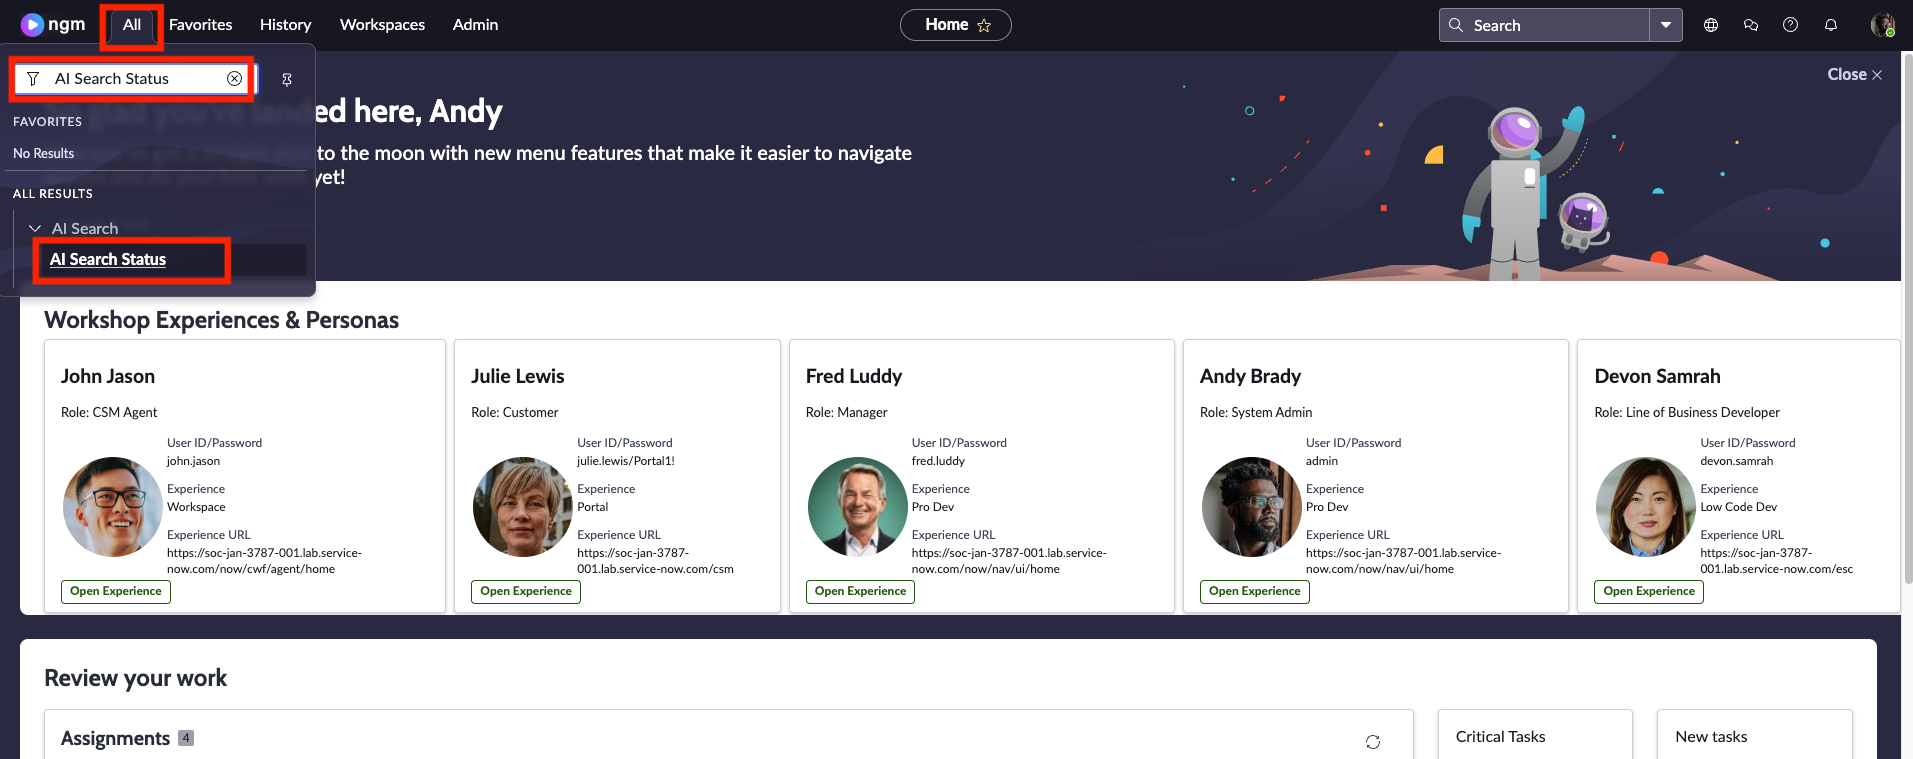 ngm
All
Favorites
History
Workspaces
Admin
Home
Search
AI Search Status
Close
FAVORITES
No Results
ed here, Andy
to the moon with new menu features that make it easier to navigate
yet!
ALL RESULTS
AI Search
AI Search Status
Workshop Experiences & Personas
John Jason
Role: CSM Agent
User ID/Password
john.jason
Experience
Workspace
Experience URL
https://soc-jan-3787-001.lab.service-
now.com/now/cwf/agent/home
Open Experience
Julie Lewis
Role: Customer
User ID/Password
julie.lewis/Portal1!
Experience
Portal
Experience URL
https://soc-jan-3787-
001.lab.service-now.com/csm
Open Experience
Fred Luddy
Role: Manager
User ID/Password
fred.luddy
Experience
Pro Dev
Experience URL
https://soc-jan-3787-001.lab.service-
now.com/now/nav/ui/home
Open Experience
Andy Brady
Role: System Admin
User ID/Password
admin
Experience
Pro Dev
Experience URL
https://soc-jan-3787-001.lab.service-
now.com/now/nav/ui/home
Open Experience
Devon Samrah
Role: Line of Business Developer
User ID/Password
devon.samrah
Experience
Low Code Dev
Experience URL
https://soc-jan-3787-
001.lab.service-now.com/esc
Open Experience
Review your work
Assignments 4
Critical Tasks
New tasks